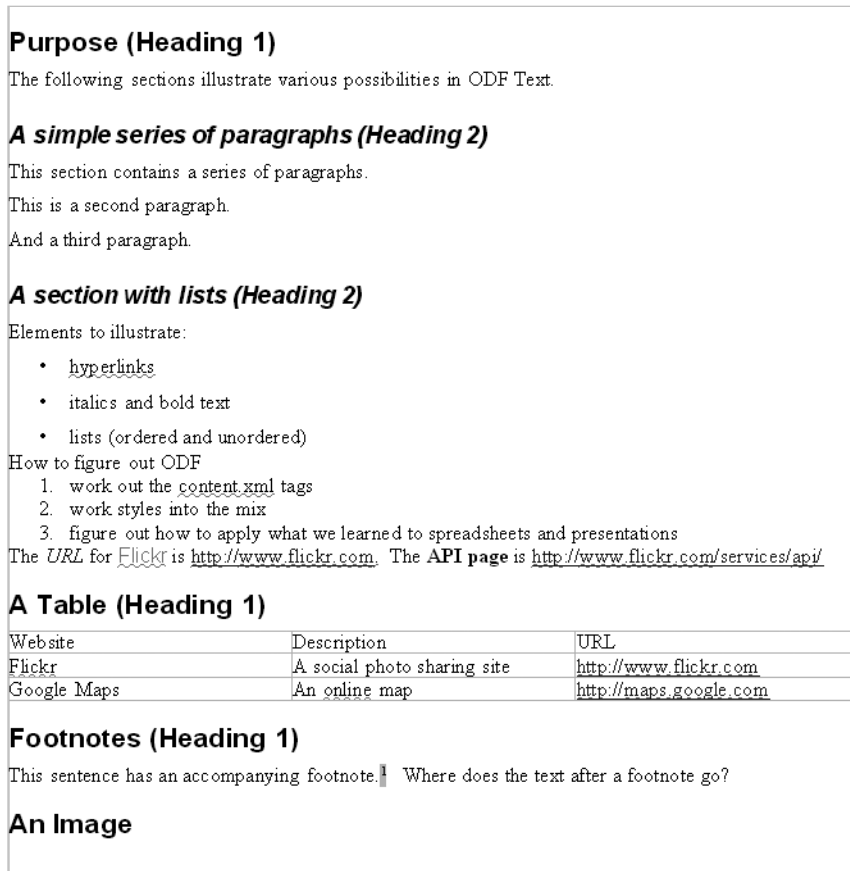 Purpose (Heading 1)
The following sections illustrate various possibilities in ODF Text.
A simple series of paragraphs (Heading 2)
This section contains a series of paragraphs.
This is a second paragraph.
And a third paragraph.
A section with lists (Heading 2)
Elements to illustrate:
• hyperlinks
• italics and bold text
• lists (ordered and unordered)
How to figure out ODF
1. work out the content.xml tags
2. work styles into the mix
3. figure out how to apply what we learned to spreadsheets and presentations
The URL for Flickr is http://www.flickr.com. The API page is http://www.flickr.com/services/api/
A Table (Heading 1)
Website Description URL
Flickr A social photo sharing site http://www.flickr.com
Google Maps An online map http://maps.google.com
Footnotes (Heading 1)
This sentence has an accompanying footnote.1 Where does the text after a footnote go?
An Image